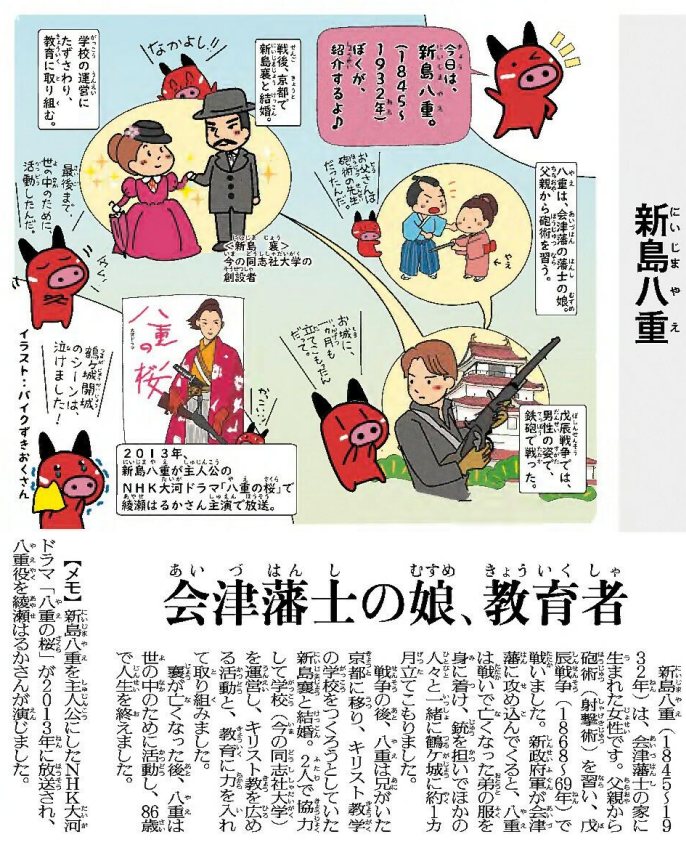 新島八重
今日は、
新島八重。
(1845~
1932年)
ぼくが、
紹介するよ♪
八重は、会津藩の藩士の娘。
父親から砲術を習う。
お父さんは
砲術の先生
だったんだ。
やえ
戊辰戦争では、
男性の姿で、
鉄砲で戦った。
お城に、
一か月も
立てこもったん
だって。
戦後、京都で
新島襄と結婚。
なかよし!!
<新島 襄>
今の同志社大学の
創設者
学校の運営に
たずさわり、
教育に取り組む。
最後まで、
世の中のために、
活動したんだ。
八重の桜
大河ドラマ
2013年、
新島八重が主人公の
NHK大河ドラマ「八重の桜」で
綾瀬はるかさん主演で放送。
鶴ヶ城開城
のシーンは、
泣けました!
イラスト:バイクずきおくさん
会津藩士の娘、教育者
新島八重(1845~19
32年)は、会津藩士の家に
生まれた女性です。父親から
砲術(射撃術)を習い、戊
辰戦争(1868~69年)で
戦いました。新政府軍が会津
藩に攻め込んでくると、八重
は戦いで亡くなった弟の服を
身に着け、銃を担いでほかの
人々と一緒に鶴ケ城に約1カ
月立てこもりました。
戦争の後、八重は兄がいた
京都に移り、キリスト教学
の学校をつくろうとしていた
新島襄と結婚。2人で協力
して学校(今の同志社大学)
を運営し、キリスト教を広め
る活動と、教育に力を入れ
て取り組みました。
襄が亡くなった後、八重は
世の中のために活動し、86歳
で人生を終えました。
【メモ】新島八重を主人公にしたNHK大河
ドラマ「八重の桜」が2013年に放送され、
八重役を綾瀬はるかさんが演じました。